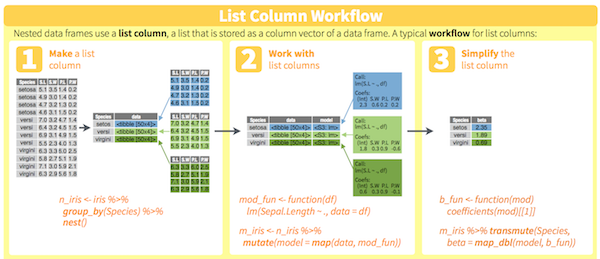 List Column Workflow
Nested data frames use a list column, a list that is stored as a column vector of a data frame. A typical workflow for list columns:
1 Make a list
column
Species S.L S.W P.L P.W
setosa 5.1 3.5 1.4 0.2
setosa 4.9 3.0 1.4 0.2
setosa 4.7 3.2 1.3 0.2
setosa 4.6 3.1 1.5 0.2
versi 7.0 3.2 4.7 1.4
versi 6.4 3.2 4.5 1.5
versi 6.9 3.1 4.9 1.5
versi 5.5 2.3 4.0 1.3
virgini 6.3 3.3 6.0 2.5
virgini 5.8 2.7 5.1 1.9
virgini 7.1 3.0 5.9 2.1
virgini 6.3 2.9 5.6 1.8
Species data
setosa <tibble [50x4]>
versi <tibble [50x4]>
virgini <tibble [50x4]>
S.L S.W P.L P.W
5.1 3.5 1.4 0.2
4.9 3.0 1.4 0.2
4.7 3.2 1.3 0.2
4.6 3.1 1.5 0.2
S.L S.W P.L P.W
7.0 3.2 4.7 1.4
6.4 3.2 4.5 1.5
6.9 3.1 4.9 1.5
5.5 2.3 4.0 1.3
S.L S.W P.L P.W
6.3 3.3 6.0 2.5
5.8 2.7 5.1 1.9
7.1 3.0 5.9 2.1
6.3 2.9 5.6 1.8
n_iris <- iris %>%
group_by(Species) %>%
nest()
2 Work with
list columns
Species data model
setosa <tibble [50x4]> <S3: lm>
versi <tibble [50x4]> <S3: lm>
virgini <tibble [50x4]> <S3: lm>
Call:
lm(S.L ~ ., df)
Coefs:
(Int) S.W P.L P.W
2.3 0.6 0.2 0.2
Call:
lm(S.L ~ ., df)
Coefs:
(Int) S.W P.L P.W
1.8 0.3 0.9 -0.6
Call:
lm(S.L ~ ., df)
Coefs:
(Int) S.W P.L P.W
0.6 0.3 0.9 -0.1
mod_fun <- function(df)
lm(Sepal.Length ~ ., data = df)
m_iris <- n_iris %>%
mutate(model = map(data, mod_fun))
3 Simplify the
list column
Species beta
setos 2.35
versi 1.89
virgini 0.69
b_fun <- function(mod)
coefficients(mod)[[1]]
m_iris %>% transmute(Species,
beta = map_dbl(model, b_fun))